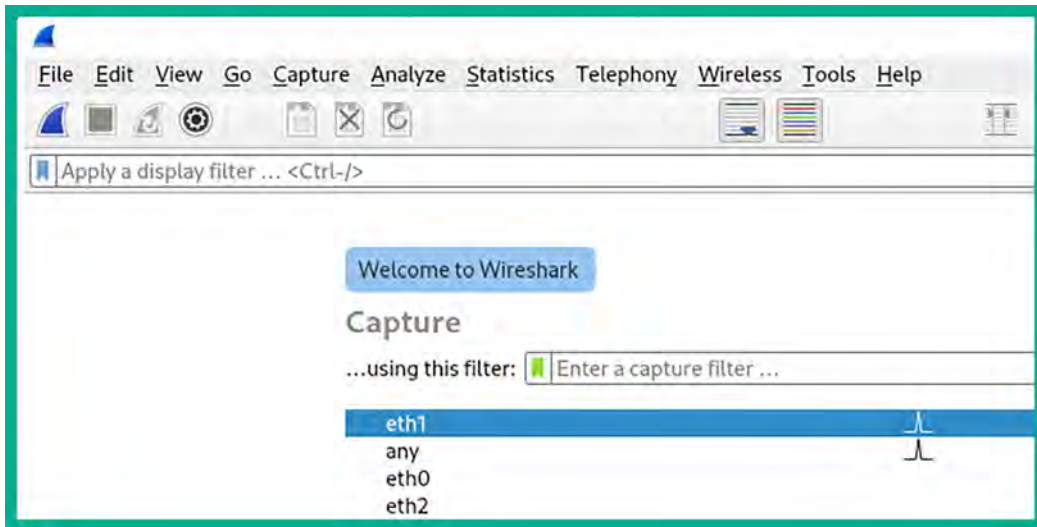 File Edit View Go Capture Analyze Statistics Telephony Wireless Tools Help
Apply a display filter ... <Ctrl-/>
Welcome to Wireshark
Capture
...using this filter: Enter a capture filter ...
eth1
any
eth0
eth2